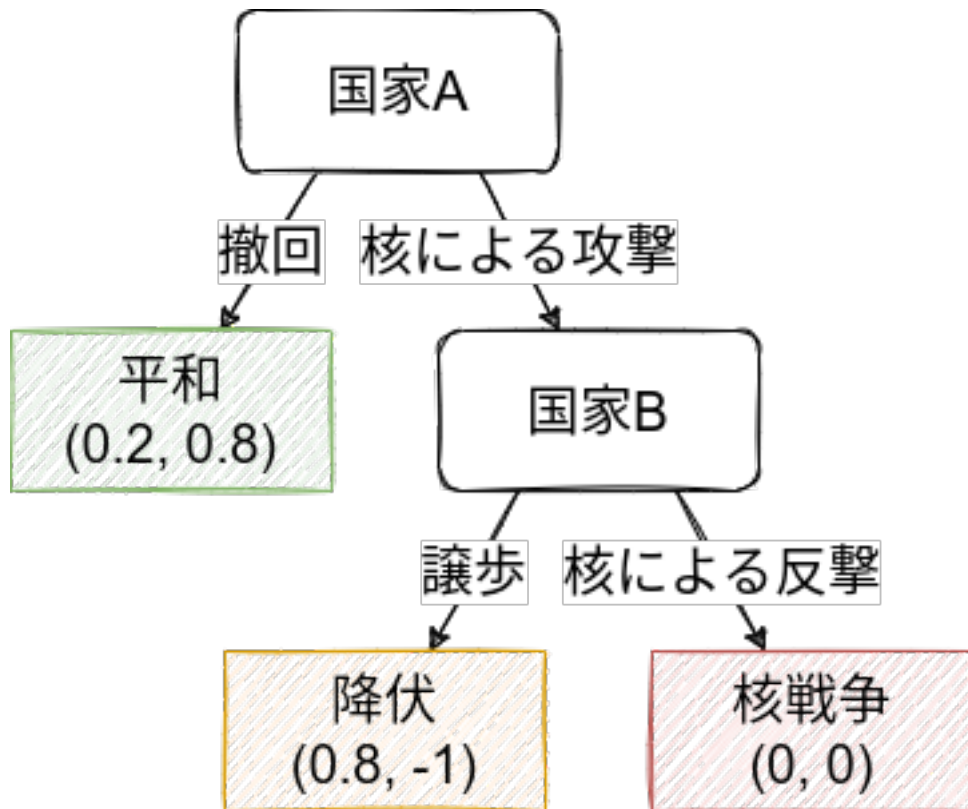 国家A
撤回
核による攻撃
平和
(0.2, 0.8)
国家B
譲歩
核による反撃
降伏
(0.8, -1)
核戦争
(0, 0)